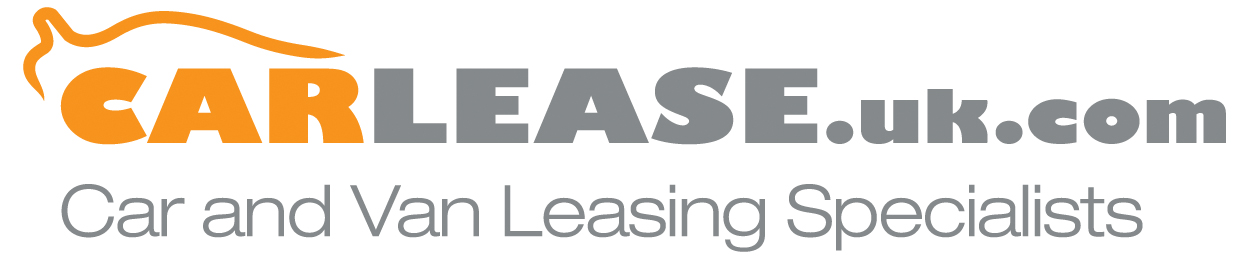 CARLEASE.uk.com
Car and Van Leasing Specialists